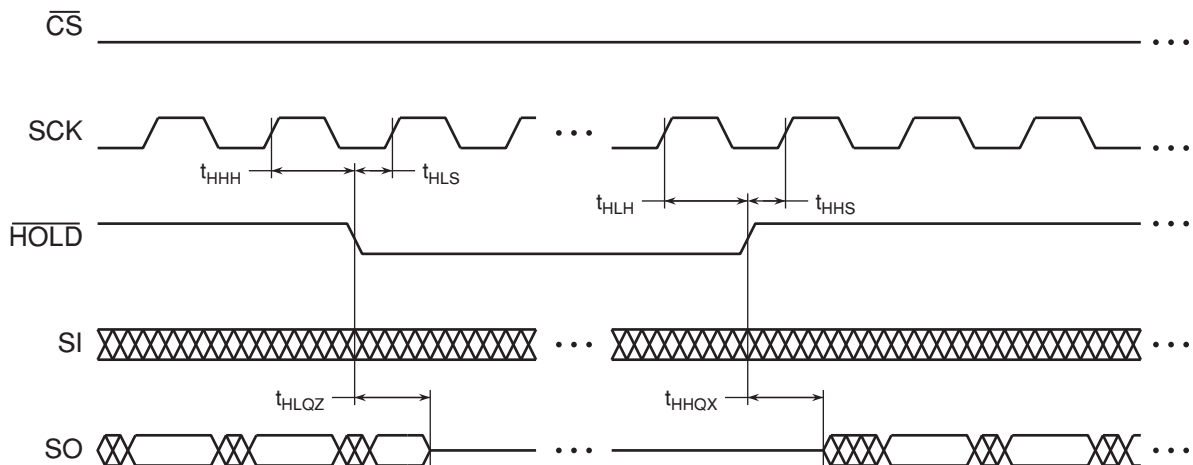 CS
SCK
tHHH
tHLS
tHLH
tHHS
HOLD
SI
tHLQZ
tHHQX
SO